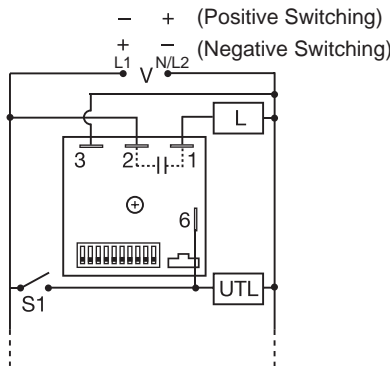 − + (Positive Switching)
+ − (Negative Switching)
L1 V N/L2
L
3 2 1
6
S1 UTL